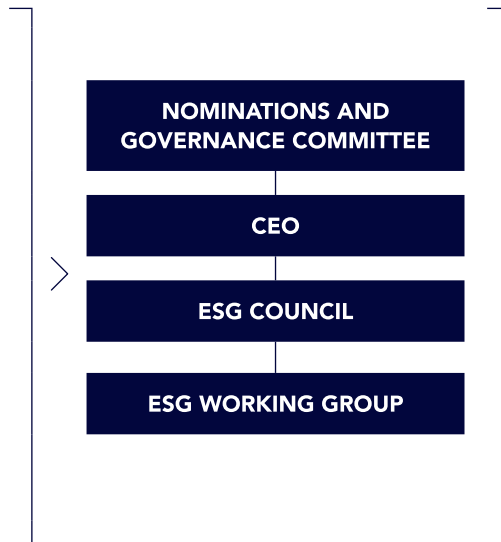 NOMINATIONS AND
GOVERNANCE COMMITTEE
CEO
ESG COUNCIL
ESG WORKING GROUP